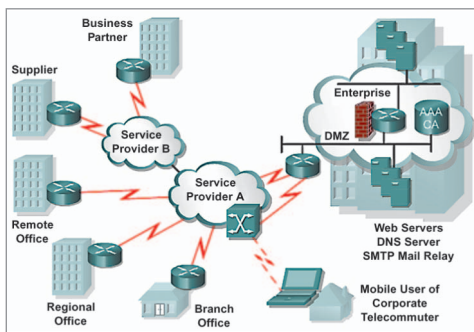 Business
Partner
Supplier
Enterprise
AAA
CA
Service
Provider B
DMZ
Service
Provider A
Remote
Office
Web Servers
DNS Server
SMTP Mail Relay
Regional
Office
Branch
Office
Mobile User of
Corporate
Telecommuter